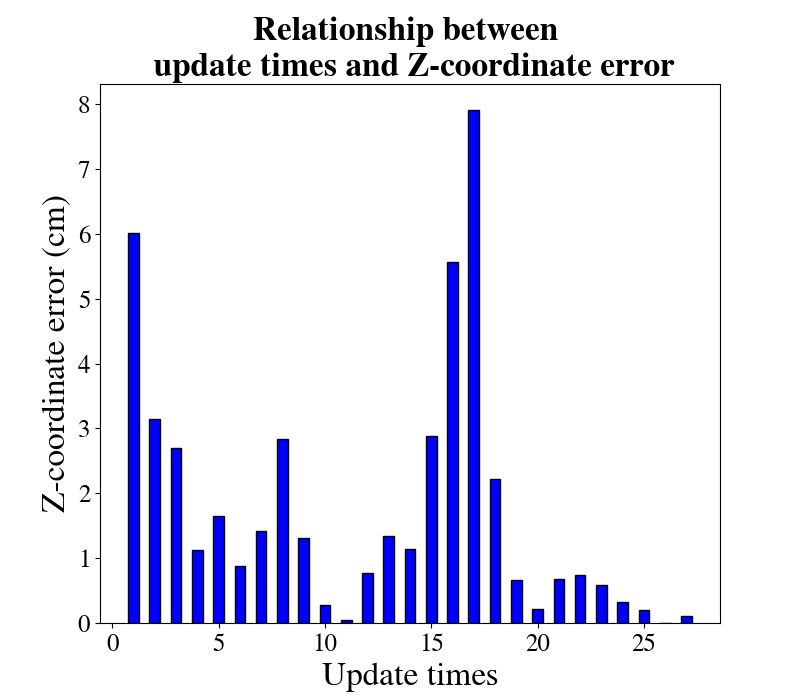 Relationship between
update times and Z-coordinate error
8
7
6
5
4
3
2
1
0
Z-coordinate error (cm)
0 5 10 15 20 25
Update times